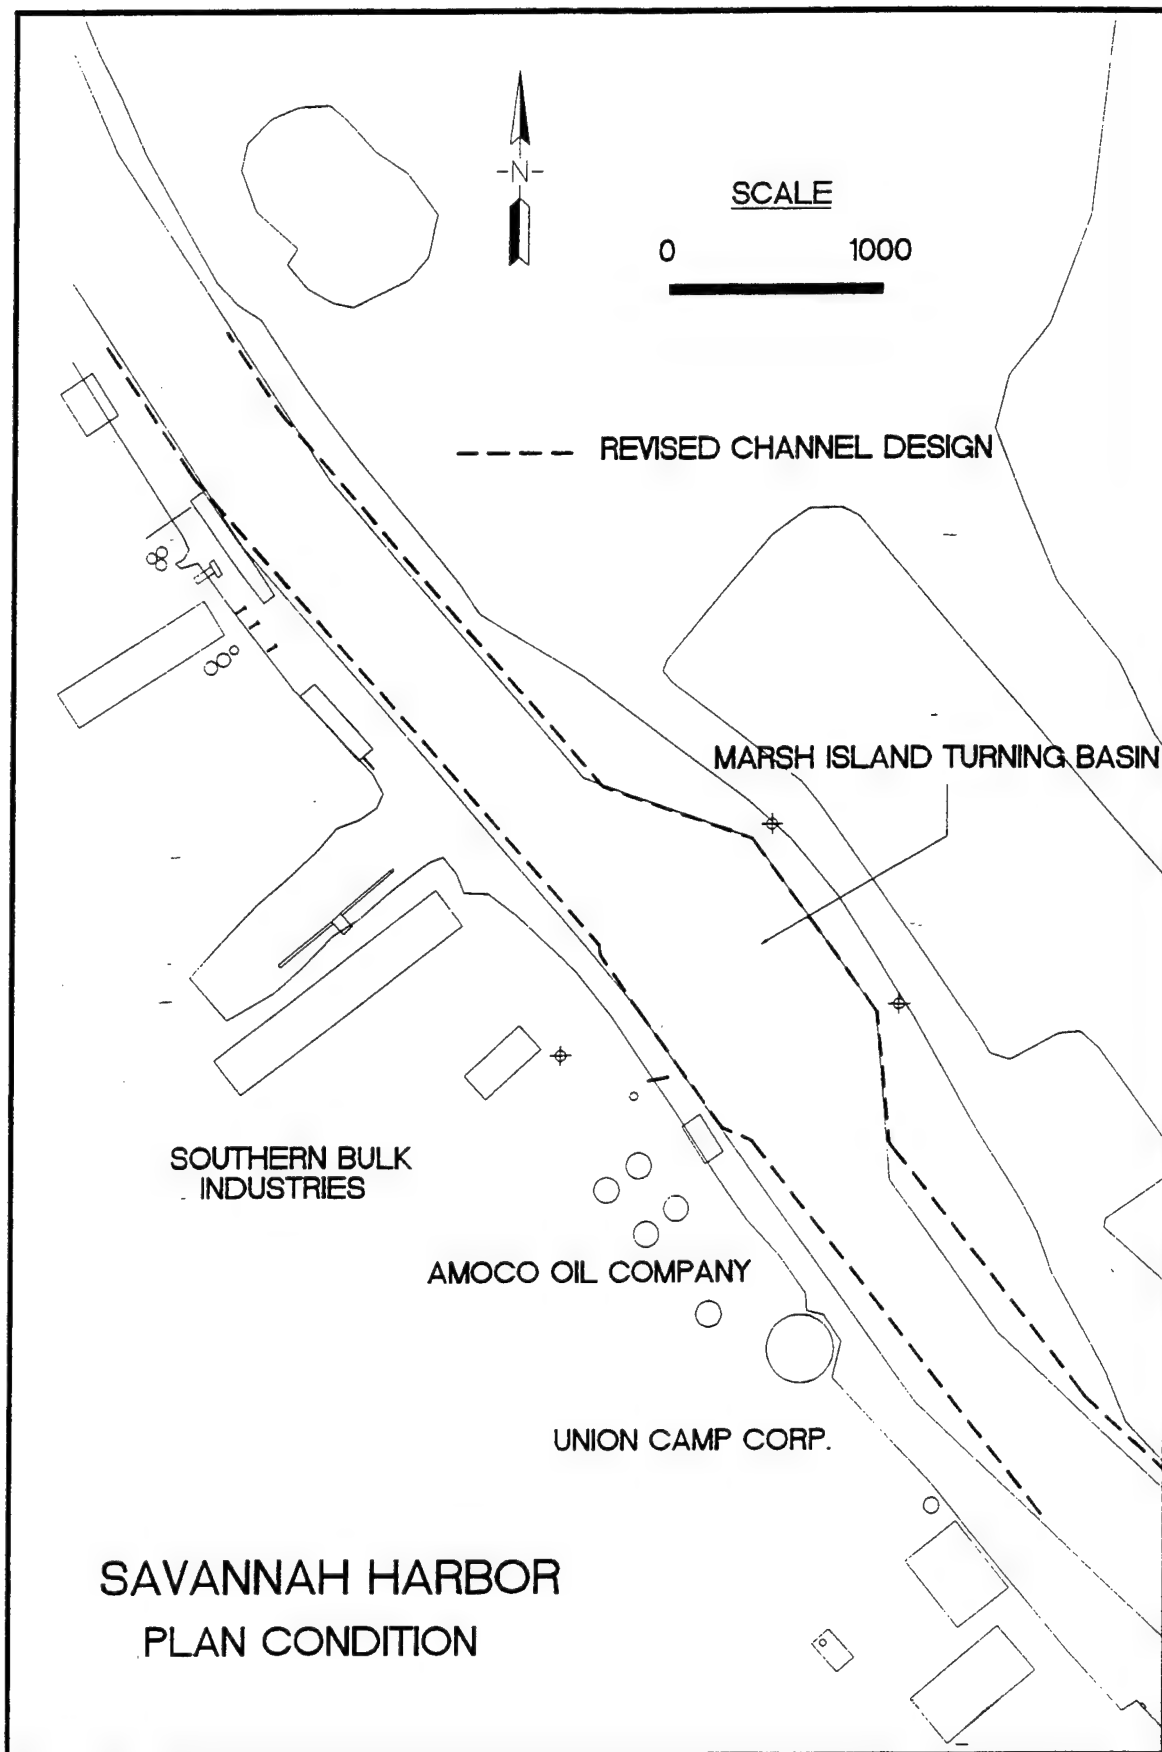 -N-
SCALE
0 1000
REVISED CHANNEL DESIGN
MARSH ISLAND TURNING BASIN
SOUTHERN BULK
INDUSTRIES
AMOCO OIL COMPANY
UNION CAMP CORP.
SAVANNAH HARBOR
PLAN CONDITION